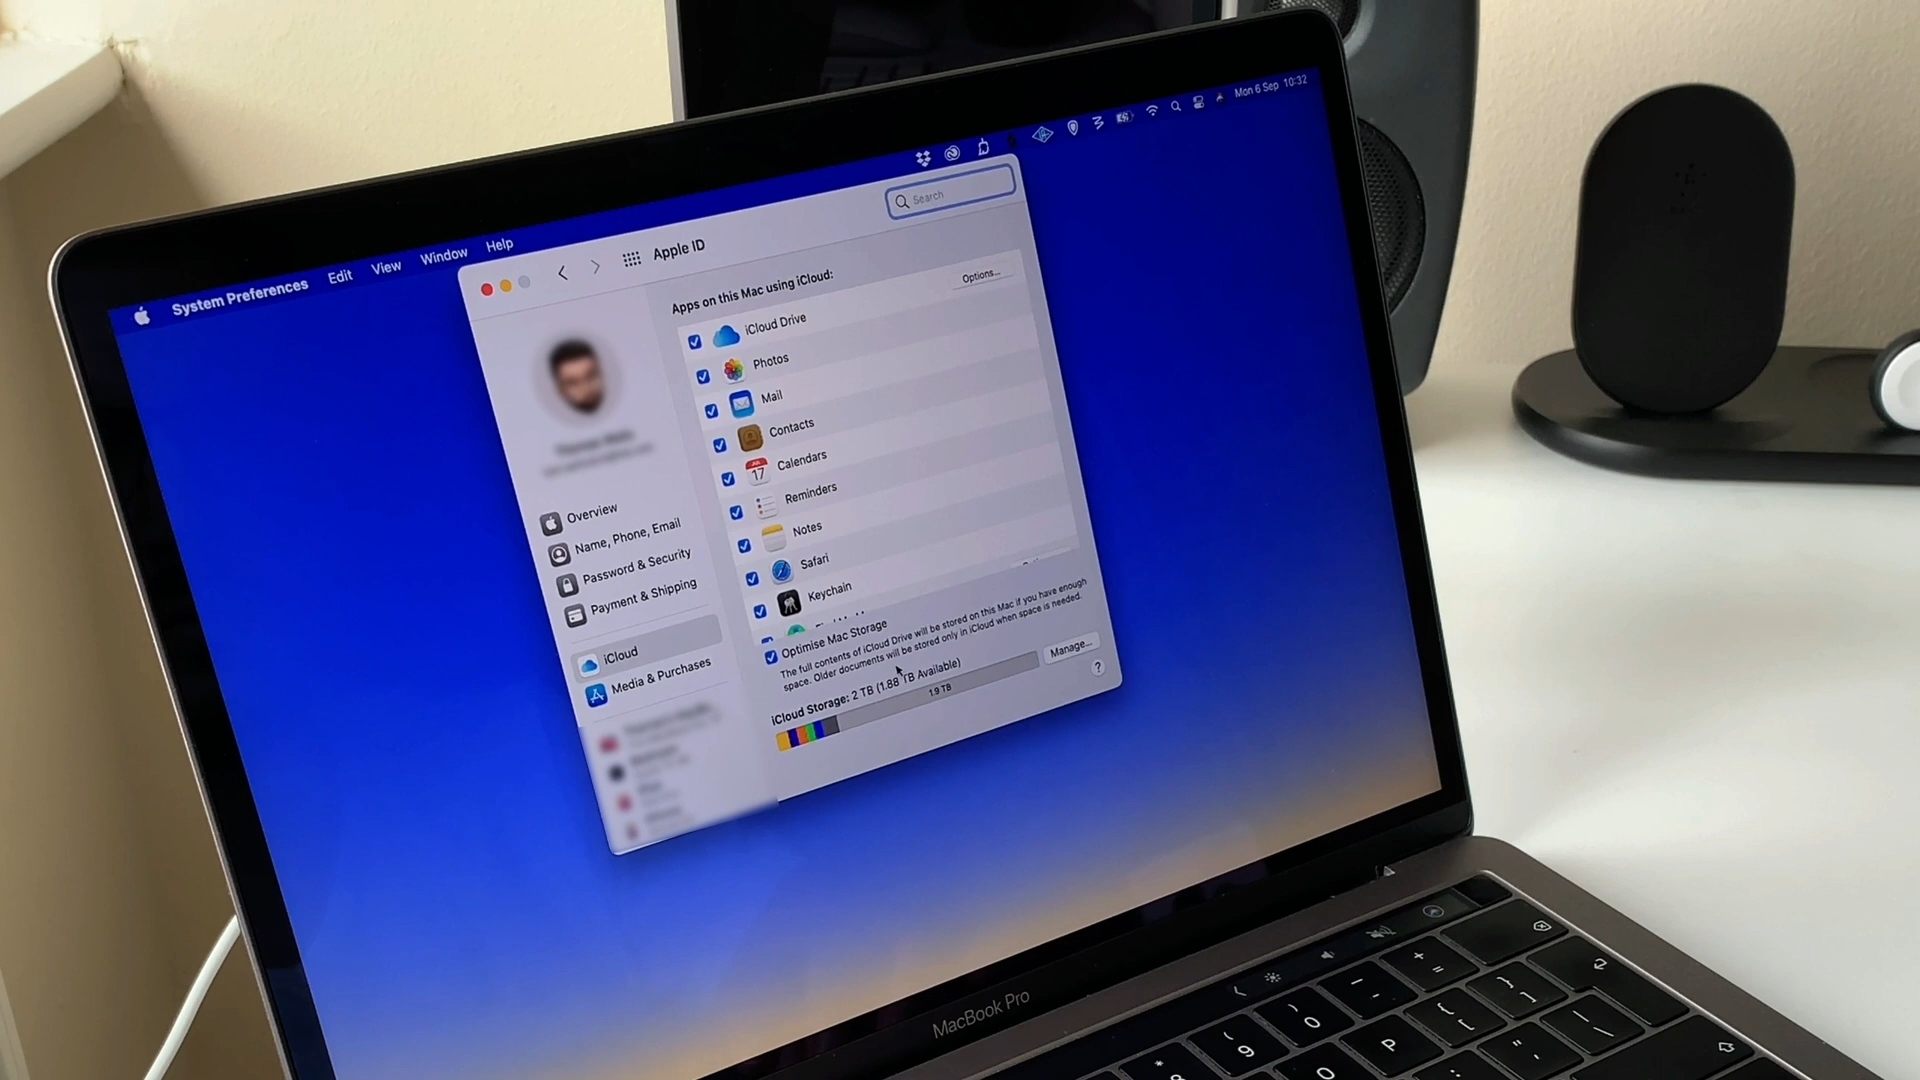 System Preferences Edit View Window Help
Mon 6 Sep 10:32
Apple ID
Search
Apps on this Mac using iCloud:
Options...
iCloud Drive
Photos
Mail
Contacts
17
Calendars
Reminders
Notes
Safari
Keychain
Overview
Name, Phone, Email
Password & Security
Payment & Shipping
iCloud
Media & Purchases
Optimise Mac Storage
The full contents of iCloud Drive will be stored on this Mac if you have enough
space. Older documents will be stored only in iCloud when space is needed.
iCloud Storage: 2 TB (1.88 TB Available)
1.9 TB
Manage...
?
MacBook Pro
+
=
-
)
0
(
9
*
8
P
O
{
[
}
]